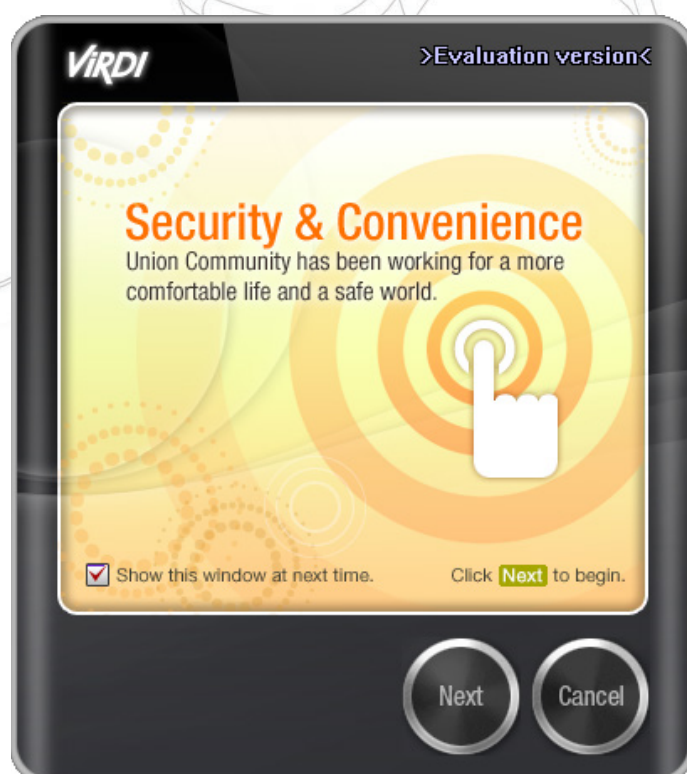 ViRDI
>Evaluation version<
Security & Convenience
Union Community has been working for a more
comfortable life and a safe world.
Show this window at next time.
Click Next to begin.
Next
Cancel